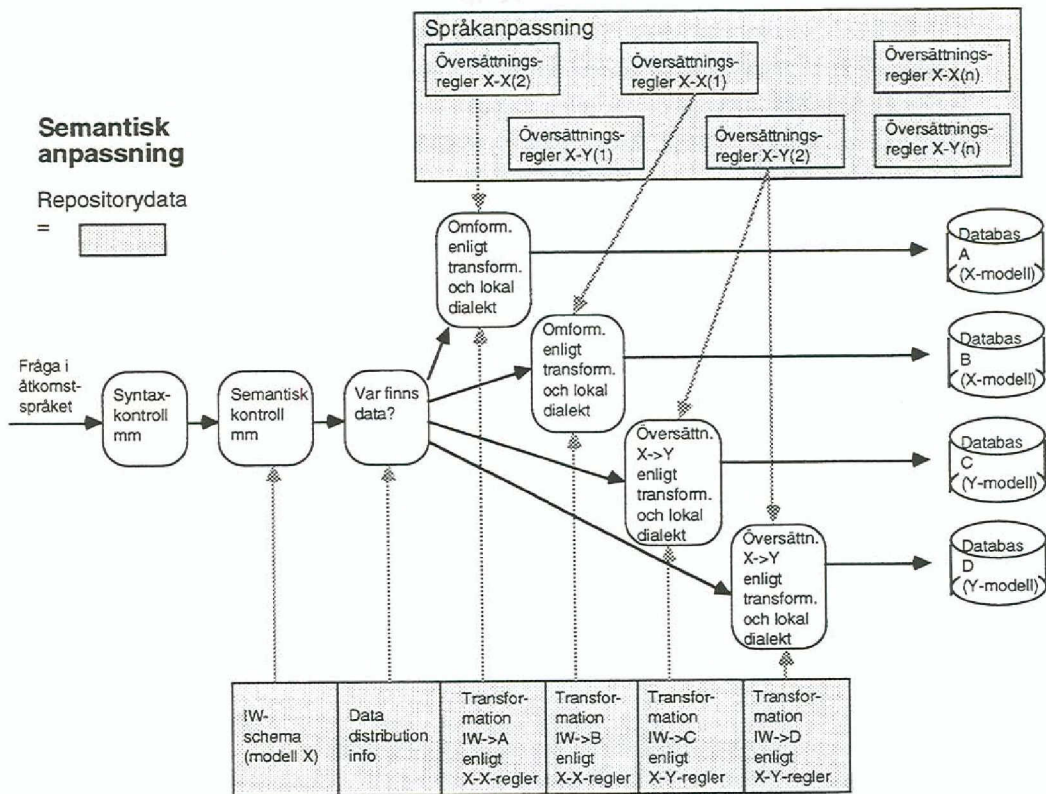 Språkanpassning
Översättnings-
regler X-X(2)
Översättnings-
regler X-X(1)
Översättnings-
regler X-X(n)
Översättnings-
regler X-Y(1)
Översättnings-
regler X-Y(2)
Översättnings-
regler X-Y(n)
Semantisk
anpassning
Repositorydata
=
Omform.
enligt
transform.
och lokal
dialekt
Databas
A
(X-modell)
Omform.
enligt
transform.
och lokal
dialekt
Databas
B
(X-modell)
Fråga i
åtkomst-
språket
Syntax-
kontroll
mm
Semantisk
kontroll
mm
Var finns
data?
Översättn.
X->Y
enligt
transform.
och lokal
dialekt
Databas
C
(Y-modell)
Översättn.
X->Y
enligt
transform.
och lokal
dialekt
Databas
D
(Y-modell)
IW-
schema
(modell X)
Data
distribution
info
Transfor-
mation
IW->A
enligt
X-X-regler
Transfor-
mation
IW->B
enligt
X-X-regler
Transfor-
mation
IW->C
enligt
X-Y-regler
Transfor-
mation
IW->D
enligt
X-Y-regler